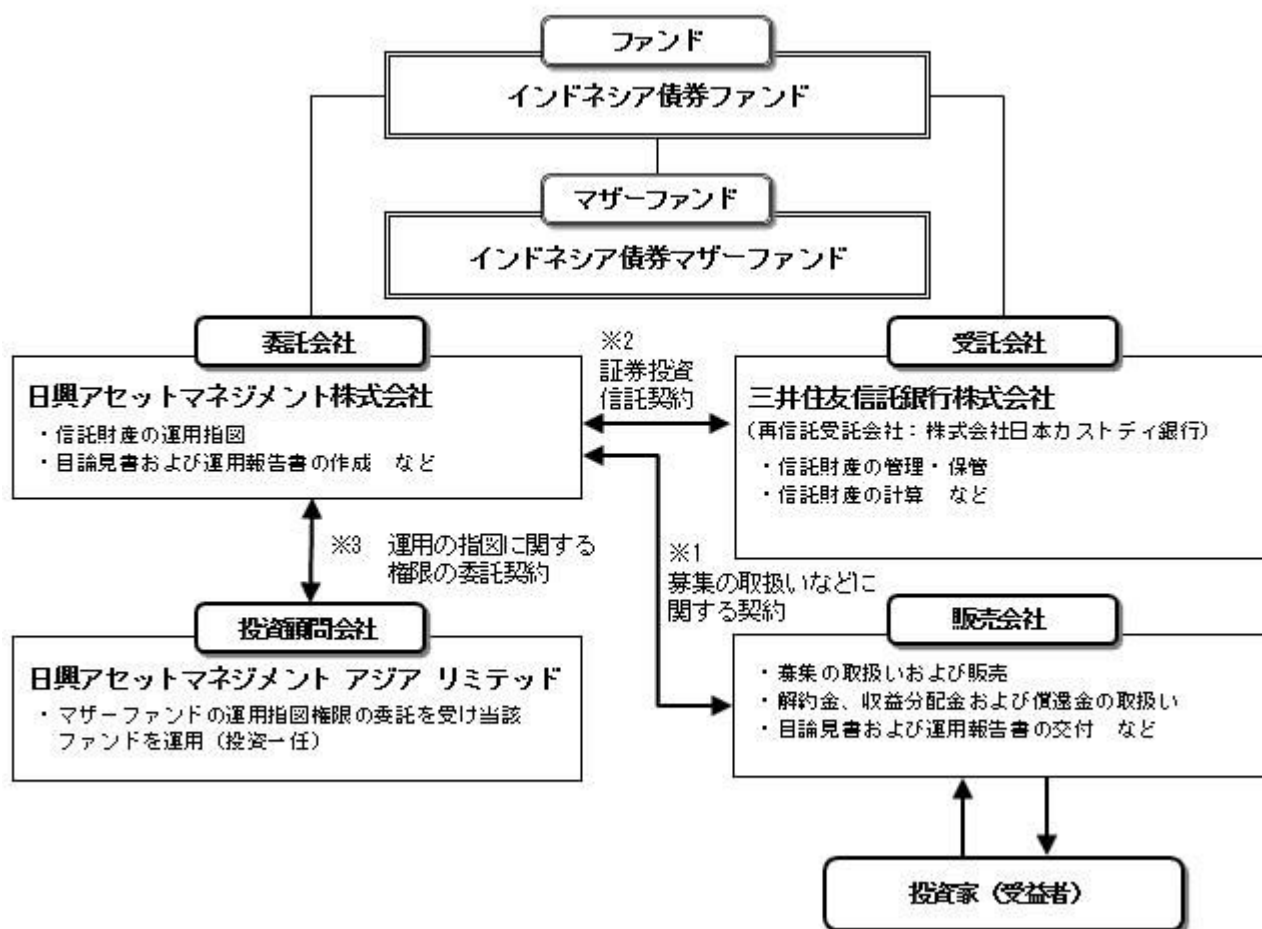 ファンド
インドネシア債券ファンド
マザーファンド
インドネシア債券マザーファンド
委託会社
日興アセットマネジメント株式会社
・信託財産の運用指図
・目論見書および運用報告書の作成　など
※2
証券投資
信託契約
受託会社
三井住友信託銀行株式会社
(再信託受託会社：株式会社日本カストディ銀行)
・信託財産の管理・保管
・信託財産の計算　など
※3　運用の指図に関する
権限の委託契約
※1
募集の取扱いなどに
関する契約
投資顧問会社
日興アセットマネジメント アジア リミテッド
・マザーファンドの運用指図権限の委託を受け当該
ファンドを運用（投資一任）
販売会社
・募集の取扱いおよび販売
・解約金、収益分配金および償還金の取扱い
・目論見書および運用報告書の交付　など
投資家（受益者）